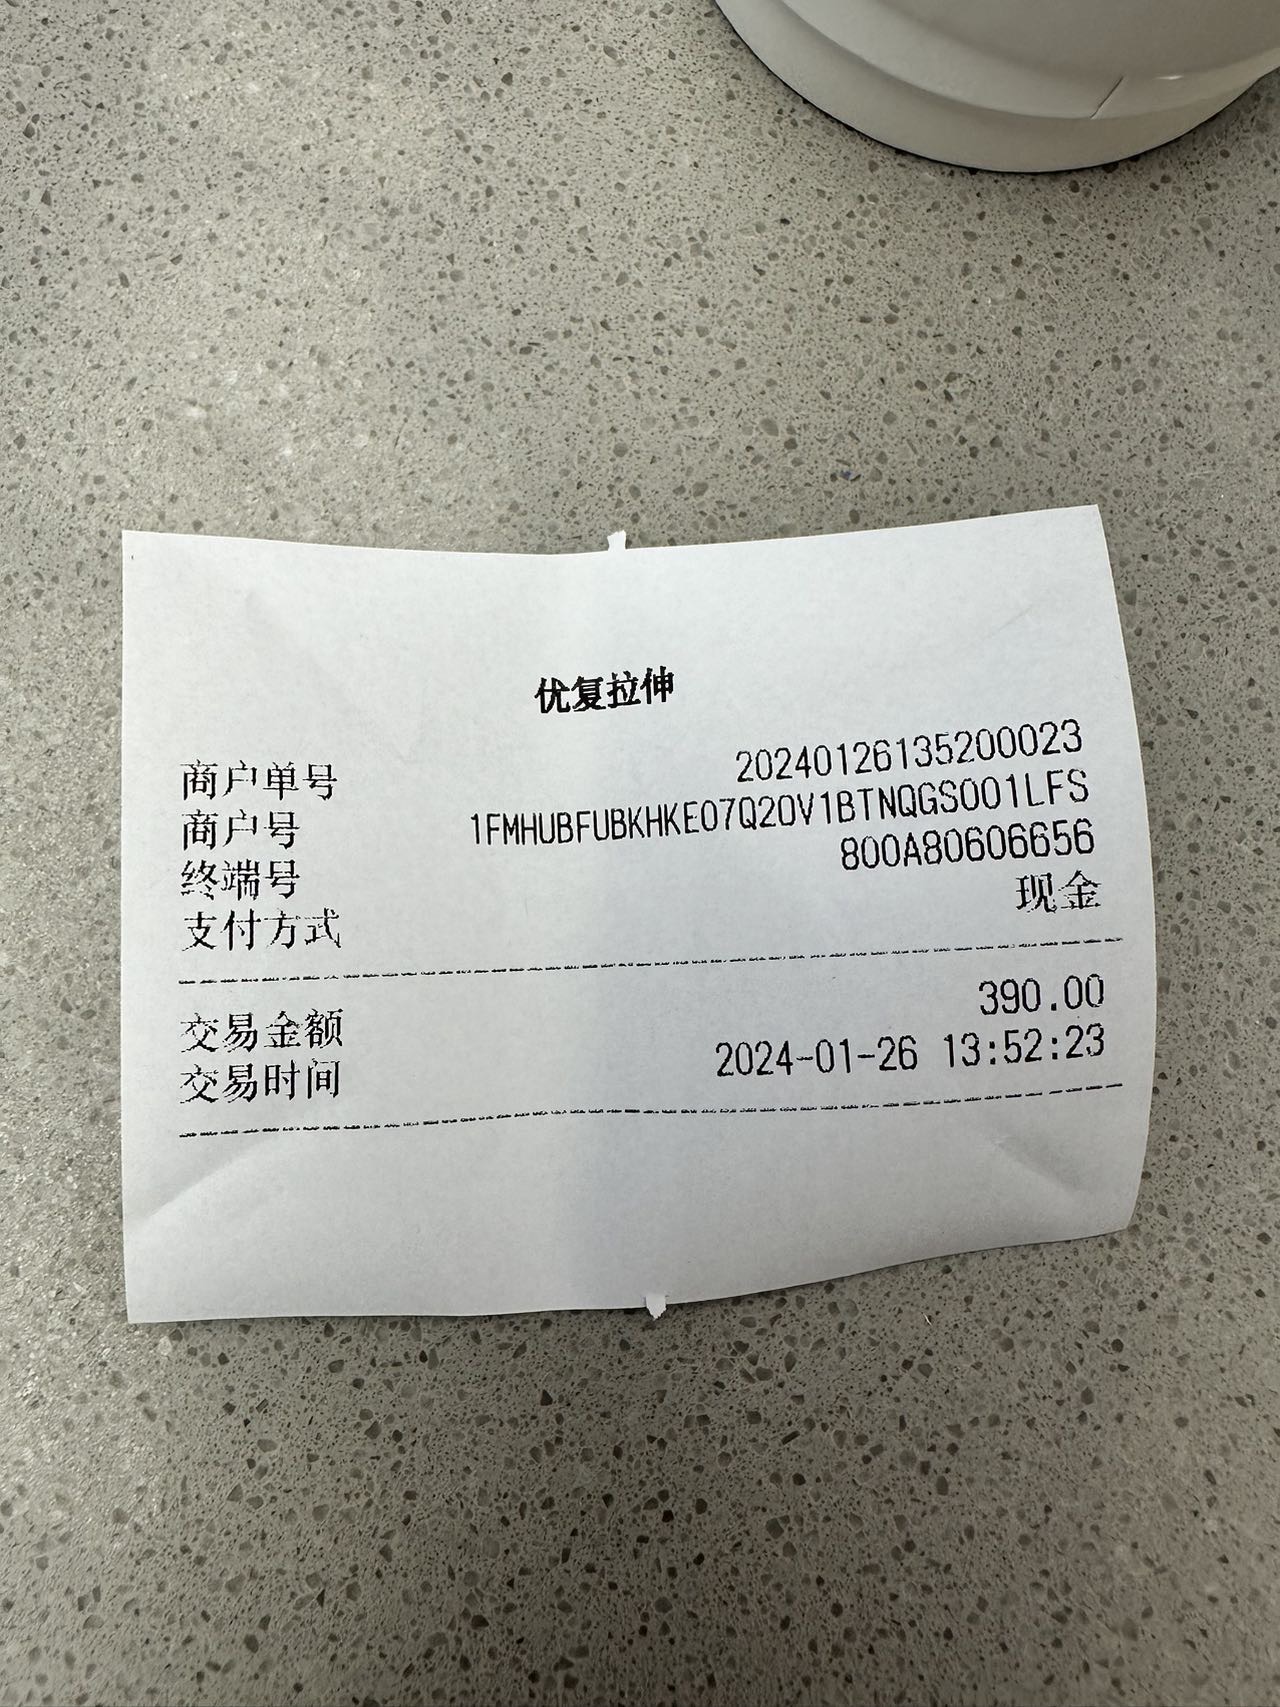 优复拉伸
商户单号 20240126135200023
商户号 1FMHUBFUBKHKE07Q20V1BTNQGS001LFS
终端号 800A80606656
支付方式 现金
交易金额 390.00
交易时间 2024-01-26 13:52:23